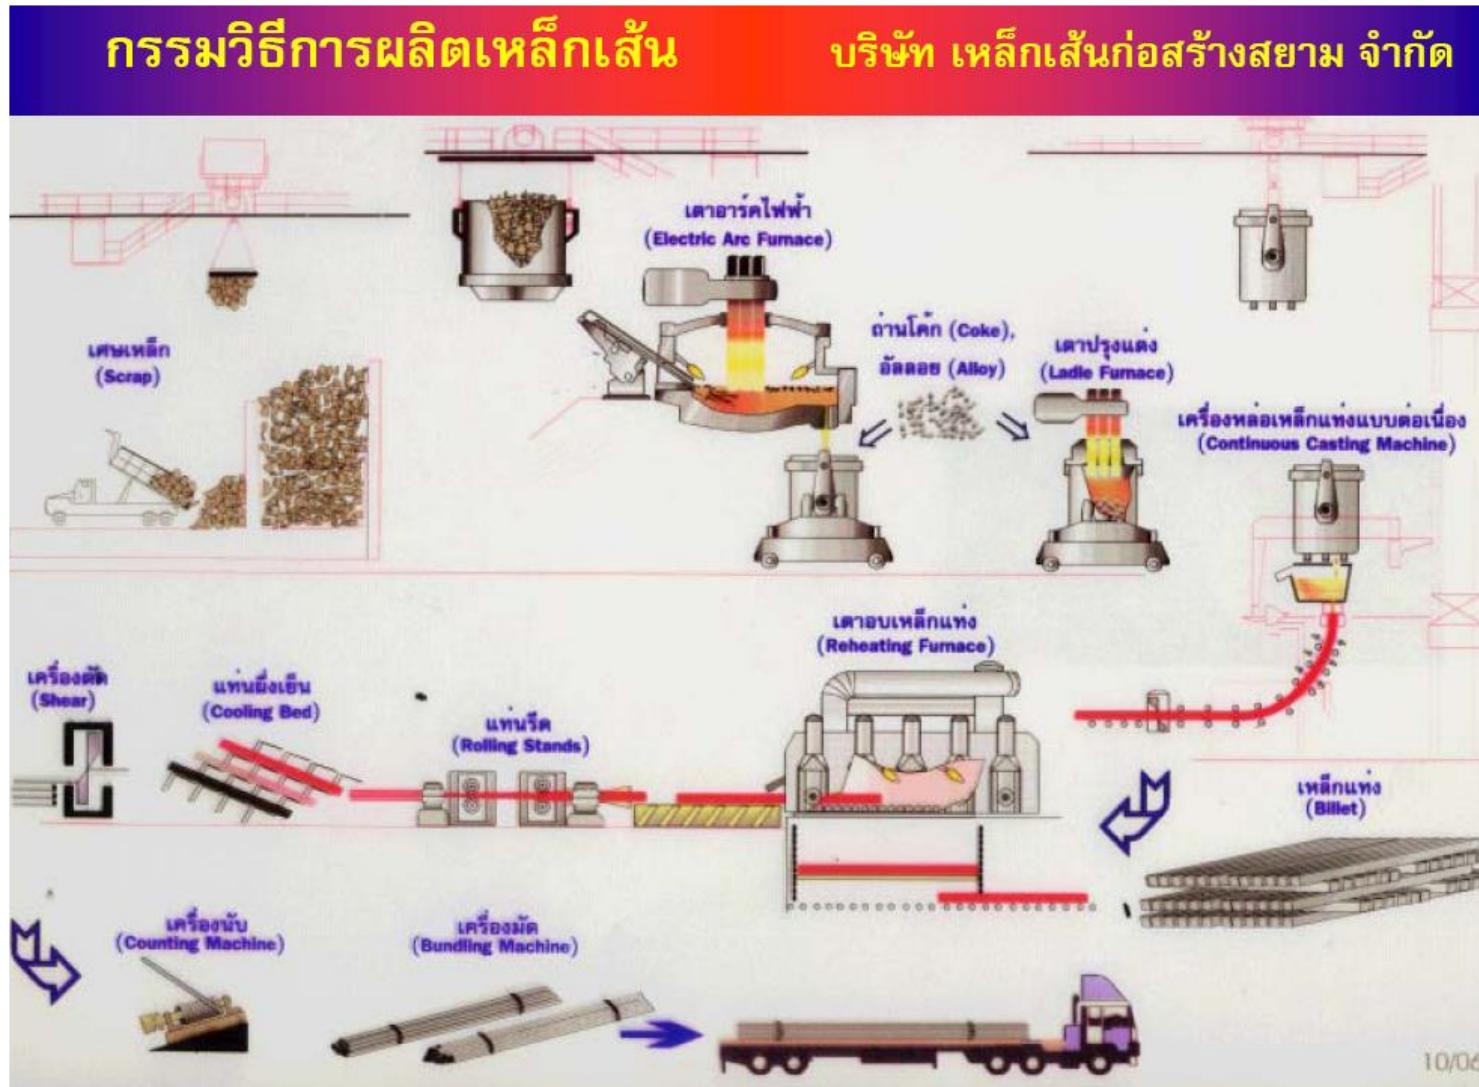 กรรมวิธีการผลิตเหล็กเส้น
บริษัท เหล็กเส้นก่อสร้างสยาม จำกัด
เตาอาร์คไฟฟ้า
(Electric Arc Furnace)
เศษเหล็ก
(Scrap)
ถ่านโค้ก (Coke),
อัลลอย (Alloy)
เตาปรุงแต่ง
(Ladle Furnace)
เครื่องหล่อเหล็กแท่งแบบต่อเนื่อง
(Continuous Casting Machine)
เครื่องตัด
(Shear)
แท่นผึ่งเย็น
(Cooling Bed)
แท่นรีด
(Rolling Stands)
เตาอบเหล็กแท่ง
(Reheating Furnace)
เหล็กแท่ง
(Billet)
เครื่องนับ
(Counting Machine)
เครื่องมัด
(Bundling Machine)
10/06